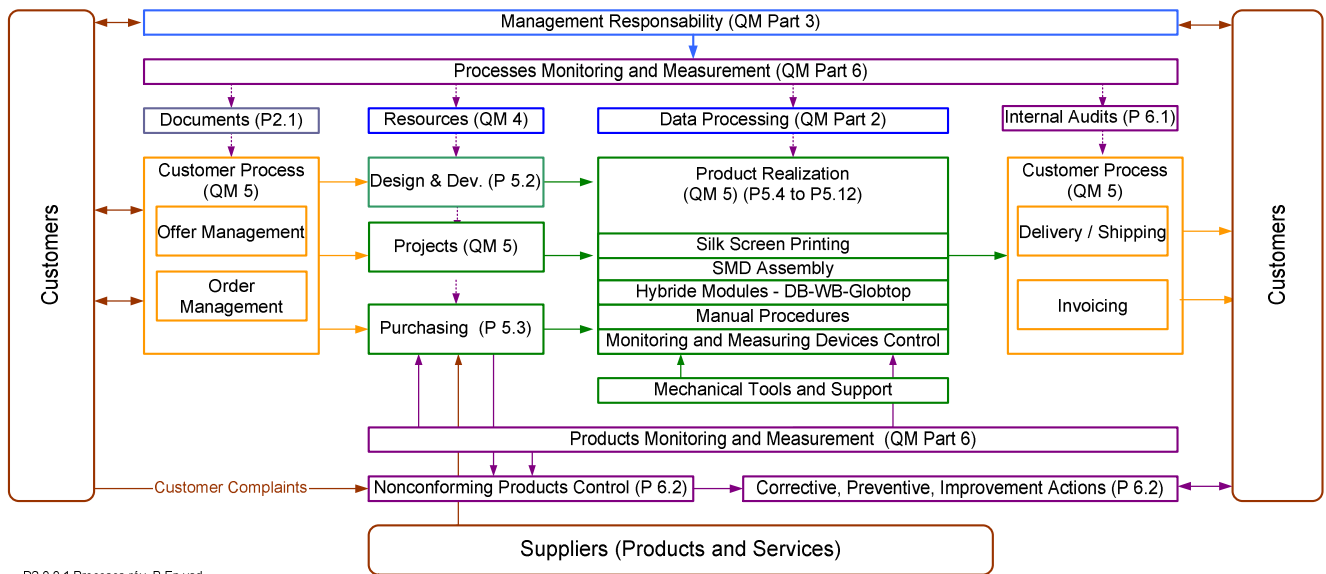 Management Responsability (QM Part 3)
Processes Monitoring and Measurement (QM Part 6)
Documents (P2.1)
Resources (QM 4)
Data Processing (QM Part 2)
Internal Audits (P 6.1)
Customers
Customer Process
(QM 5)
Offer Management
Order
Management
Design & Dev. (P 5.2)
Projects (QM 5)
Purchasing (P 5.3)
Product Realization
(QM 5) (P5.4 to P5.12)
Silk Screen Printing
SMD Assembly
Hybride Modules - DB-WB-Globtop
Manual Procedures
Monitoring and Measuring Devices Control
Mechanical Tools and Support
Customer Process
(QM 5)
Delivery / Shipping
Invoicing
Customers
Products Monitoring and Measurement (QM Part 6)
Customer Complaints
Nonconforming Products Control (P 6.2)
Corrective, Preventive, Improvement Actions (P 6.2)
Suppliers (Products and Services)